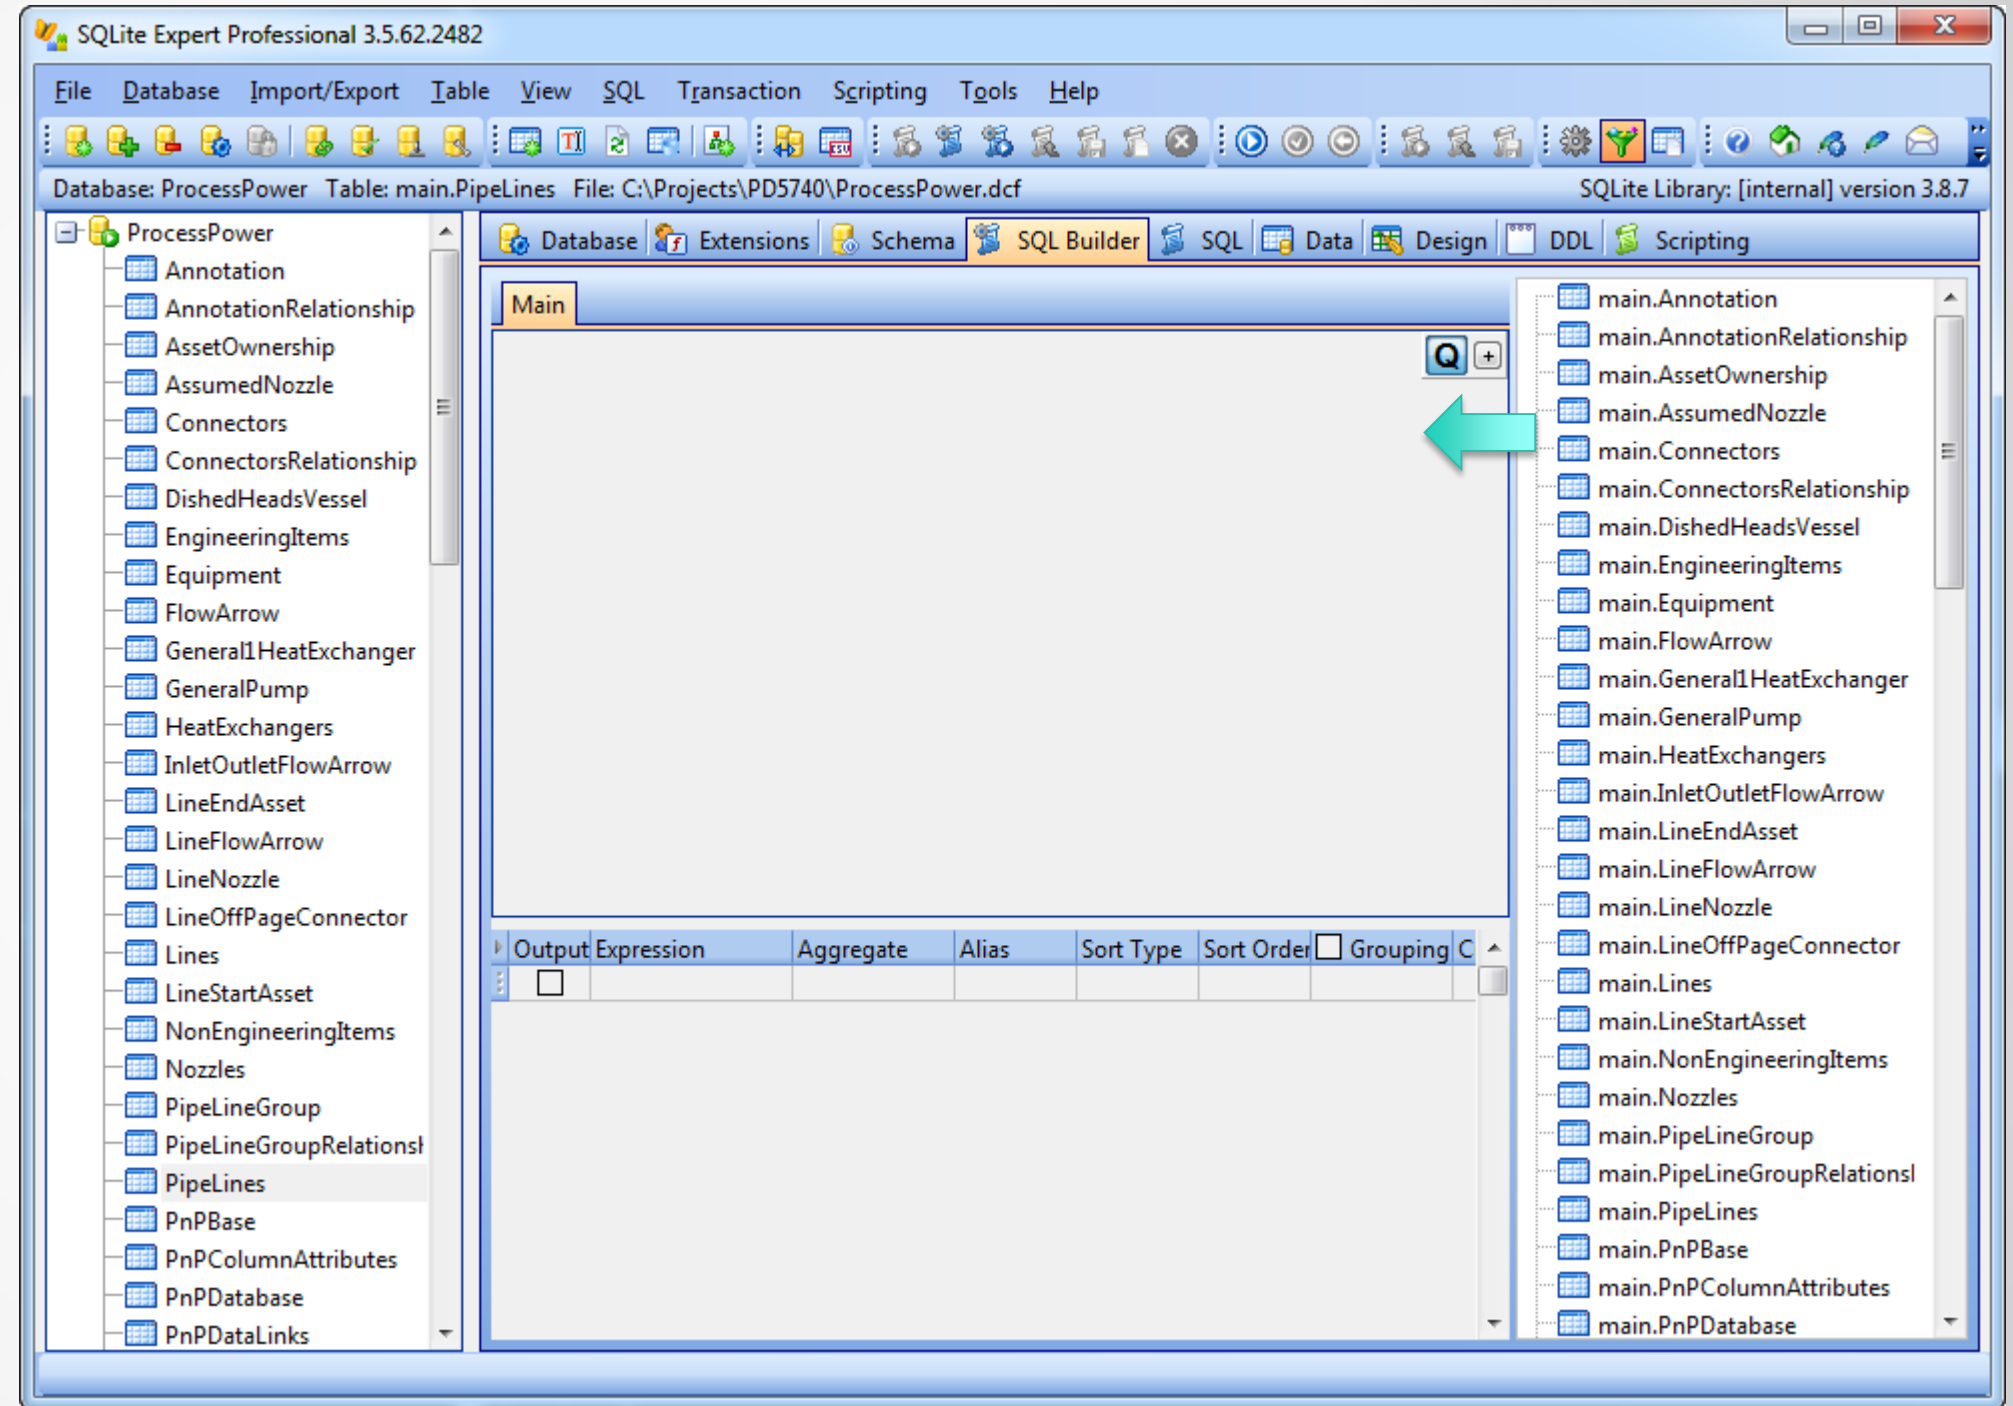 SQLite Expert Professional 3.5.62.2482
File Database Import/Export Table View SQL Transaction Scripting Tools Help
Database: ProcessPower Table: main.PipeLines File: C:\Projects\PD5740\ProcessPower.dcf SQLite Library: [internal] version 3.8.7
ProcessPower
Annotation
AnnotationRelationship
AssetOwnership
AssumedNozzle
Connectors
ConnectorsRelationship
DishedHeadsVessel
EngineeringItems
Equipment
FlowArrow
General1HeatExchanger
GeneralPump
HeatExchangers
InletOutletFlowArrow
LineEndAsset
LineFlowArrow
LineNozzle
LineOffPageConnector
Lines
LineStartAsset
NonEngineeringItems
Nozzles
PipeLineGroup
PipeLineGroupRelations
PipeLines
PnPBase
PnPColumnAttributes
PnPDatabase
PnPDataLinks
Database Extensions Schema SQL Builder SQL Data Design DDL Scripting
Main
Q +
Output Expression Aggregate Alias Sort Type Sort Order Grouping C
main.Annotation
main.AnnotationRelationship
main.AssetOwnership
main.AssumedNozzle
main.Connectors
main.ConnectorsRelationship
main.DishedHeadsVessel
main.EngineeringItems
main.Equipment
main.FlowArrow
main.General1HeatExchanger
main.GeneralPump
main.HeatExchangers
main.InletOutletFlowArrow
main.LineEndAsset
main.LineFlowArrow
main.LineNozzle
main.LineOffPageConnector
main.Lines
main.LineStartAsset
main.NonEngineeringItems
main.Nozzles
main.PipeLineGroup
main.PipeLineGroupRelations
main.PipeLines
main.PnPBase
main.PnPColumnAttributes
main.PnPDatabase